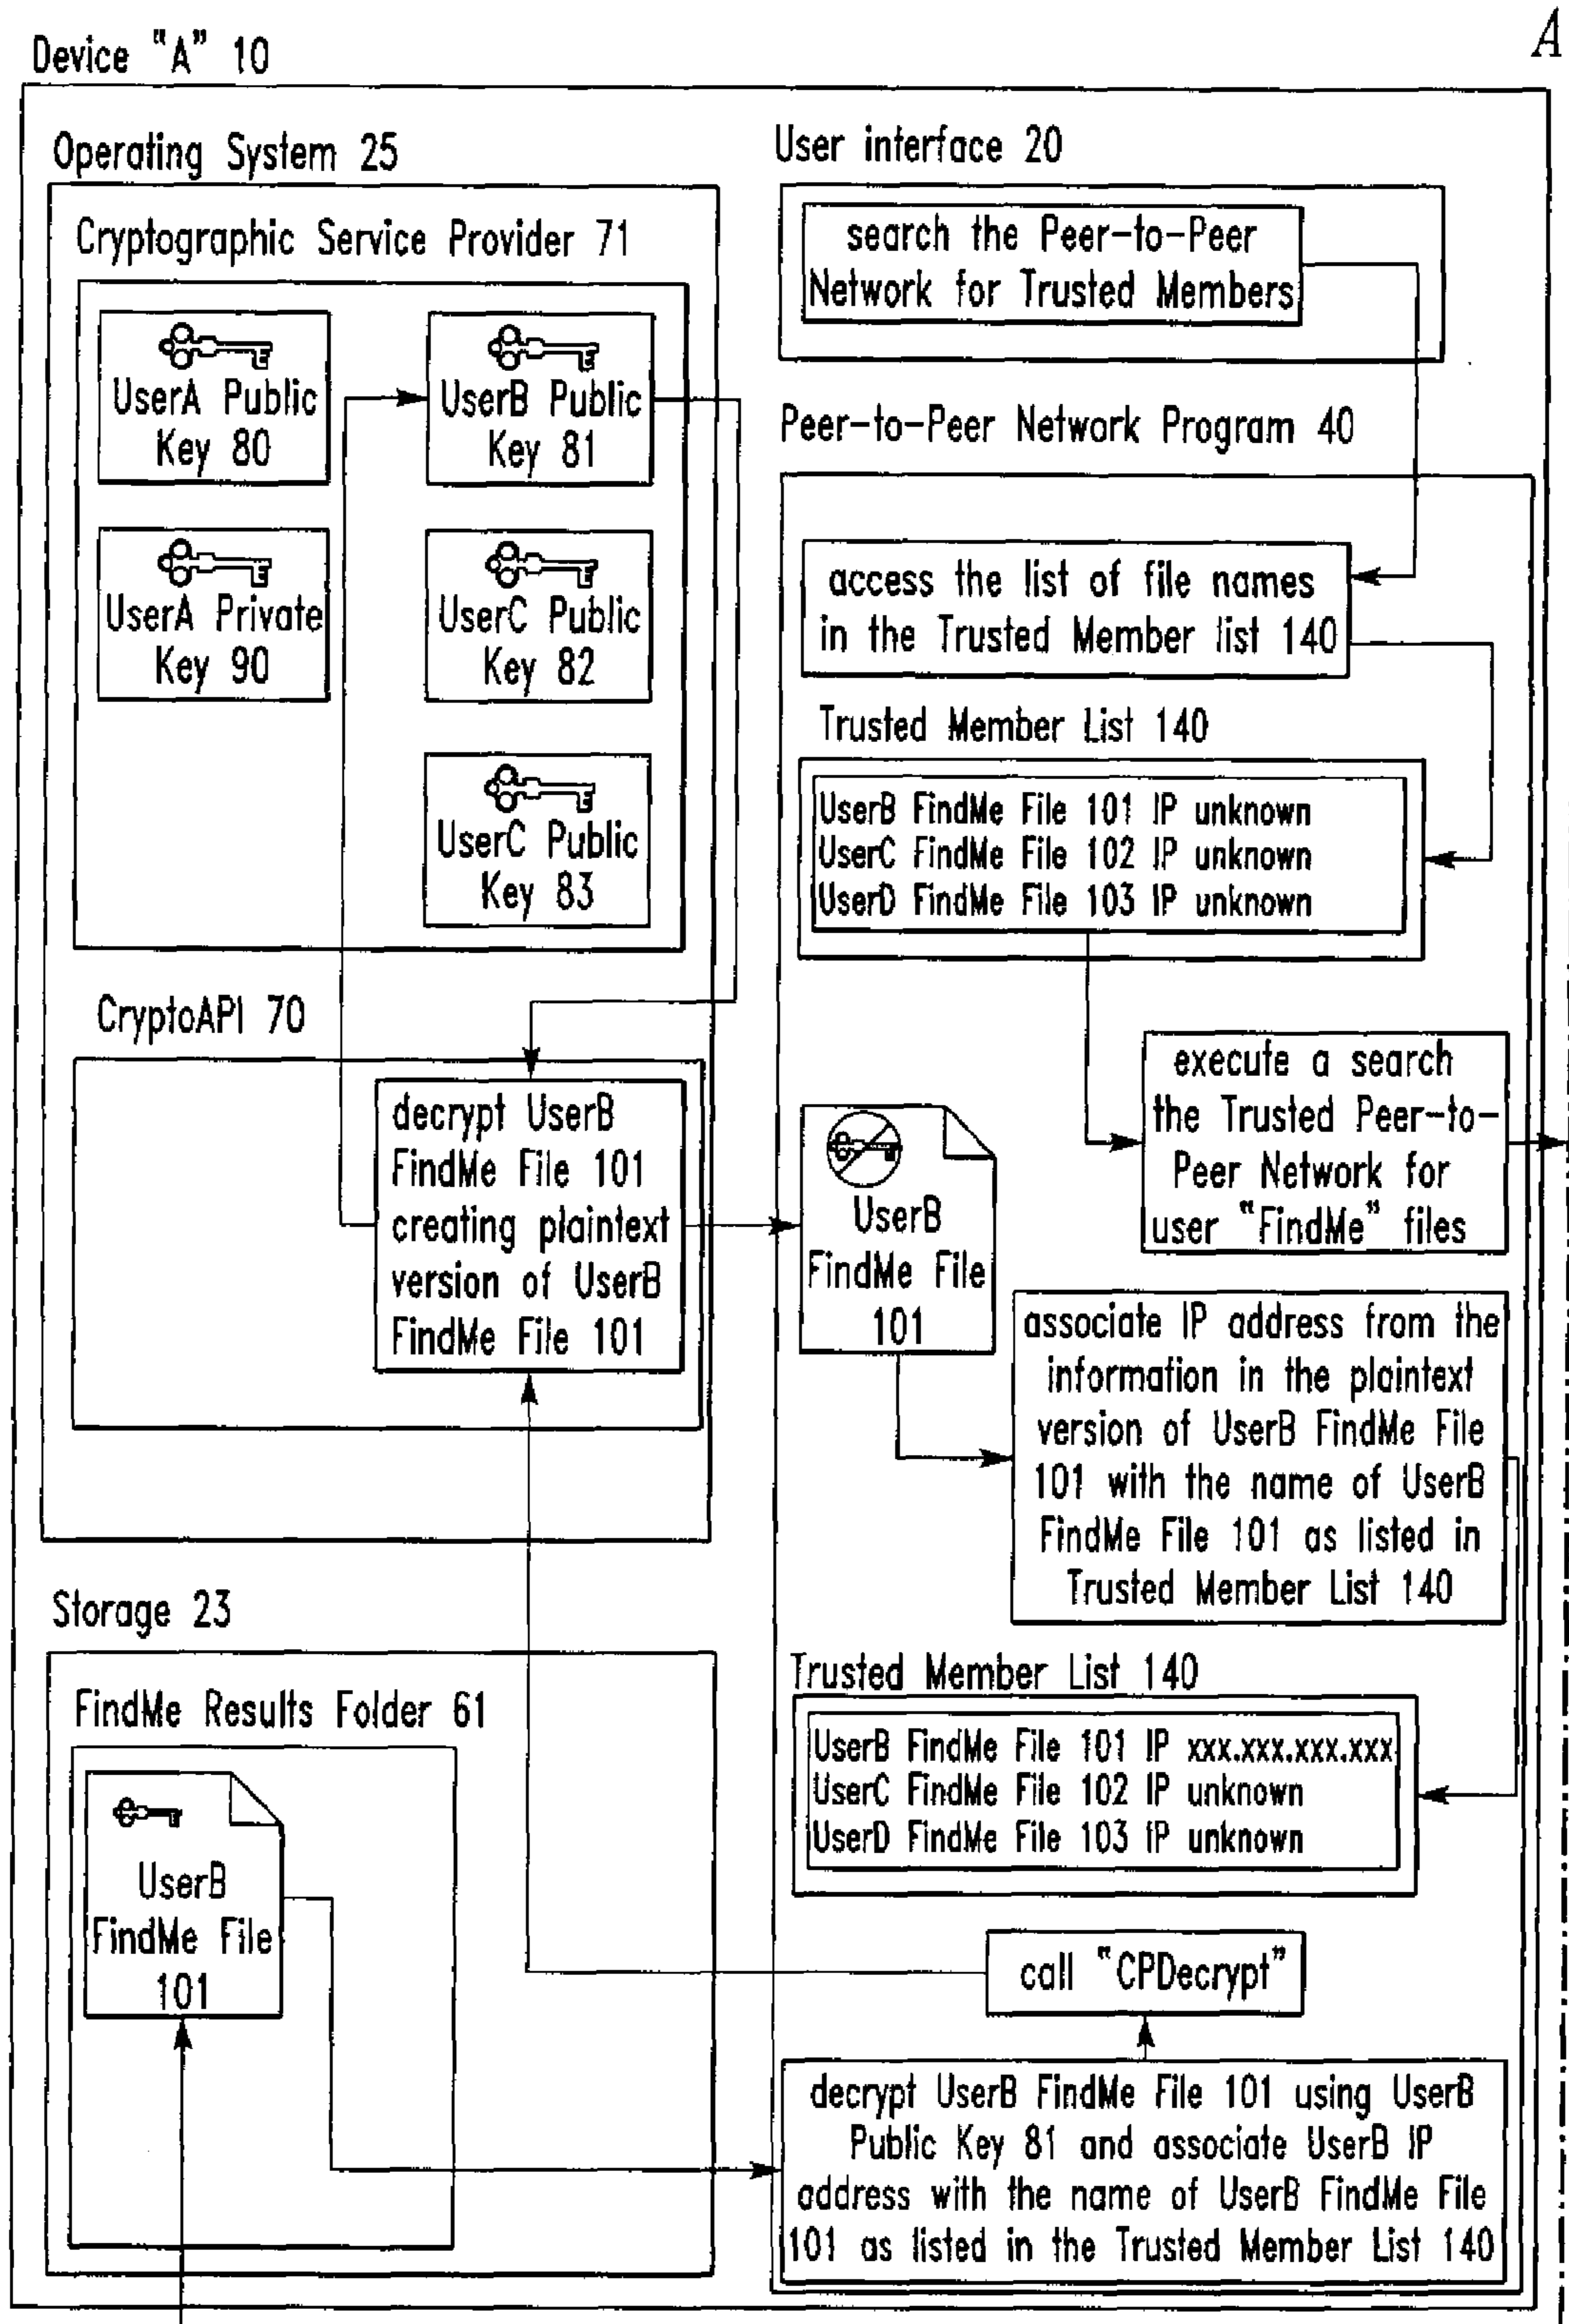 A
Device "A" 10
Operating System 25
Cryptographic Service Provider 71
UserA Public
Key 80
UserB Public
Key 81
UserA Private
Key 90
UserC Public
Key 82
UserC Public
Key 83
CryptoAPI 70
decrypt UserB
FindMe File 101
creating plaintext
version of UserB
FindMe File 101
Storage 23
FindMe Results Folder 61
UserB
FindMe File
101
User interface 20
search the Peer-to-Peer
Network for Trusted Members
Peer-to-Peer Network Program 40
access the list of file names
in the Trusted Member list 140
Trusted Member List 140
UserB FindMe File 101 IP unknown
UserC FindMe File 102 IP unknown
UserD FindMe File 103 IP unknown
execute a search
the Trusted Peer-to-
Peer Network for
user "FindMe" files
UserB
FindMe File
101
associate IP address from the
information in the plaintext
version of UserB FindMe File
101 with the name of UserB
FindMe File 101 as listed in
Trusted Member List 140
Trusted Member List 140
UserB FindMe File 101 IP xxx.xxx.xxx.xxx
UserC FindMe File 102 IP unknown
UserD FindMe File 103 IP unknown
call "CPDecrypt"
decrypt UserB FindMe File 101 using UserB
Public Key 81 and associate UserB IP
address with the name of UserB FindMe File
101 as listed in the Trusted Member List 140